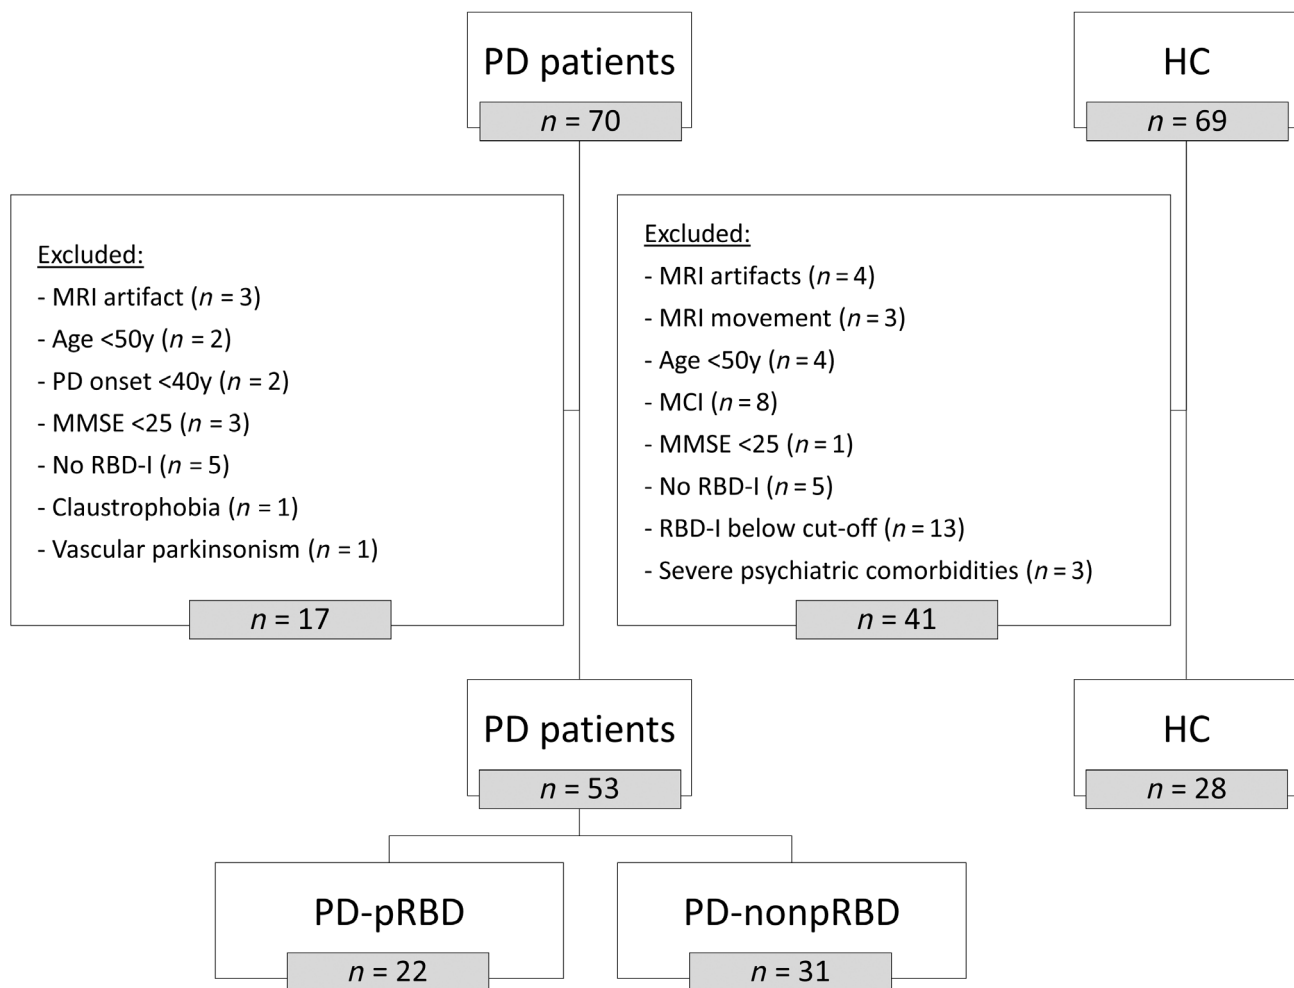 PD patients
n = 70
HC
n = 69
Excluded:
- MRI artifact (n = 3)
- Age <50y (n = 2)
- PD onset <40y (n = 2)
- MMSE <25 (n = 3)
- No RBD-I (n = 5)
- Claustrophobia (n = 1)
- Vascular parkinsonism (n = 1)
n = 17
Excluded:
- MRI artifacts (n = 4)
- MRI movement (n = 3)
- Age <50y (n = 4)
- MCI (n = 8)
- MMSE <25 (n = 1)
- No RBD-I (n = 5)
- RBD-I below cut-off (n = 13)
- Severe psychiatric comorbidities (n = 3)
n = 41
PD patients
n = 53
HC
n = 28
PD-pRBD
n = 22
PD-nonpRBD
n = 31